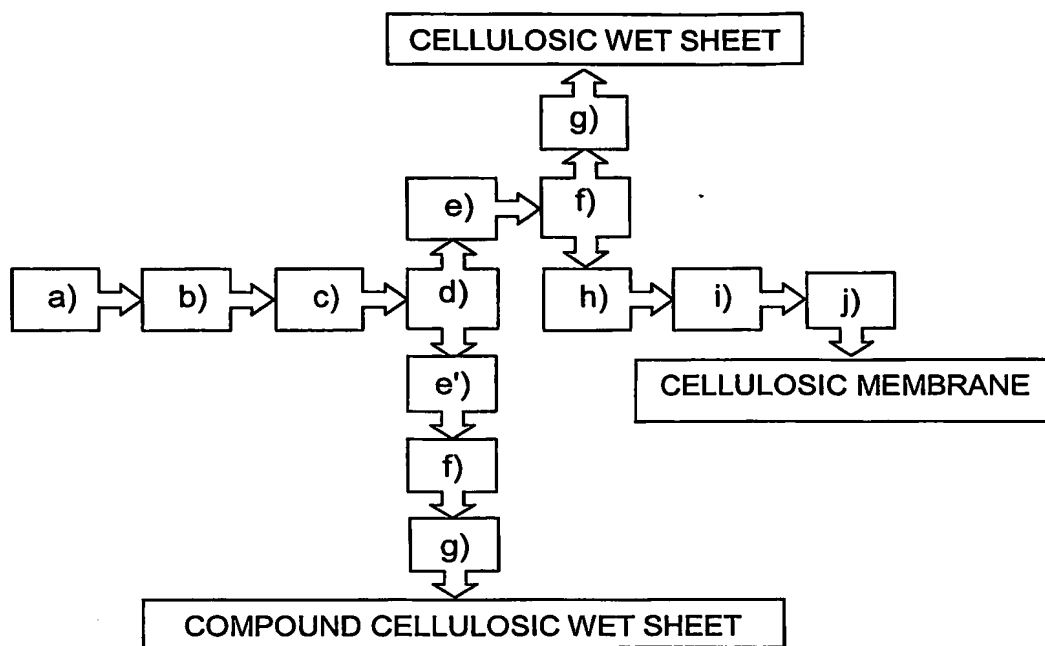 CELLULOSIC WET SHEET
g)
e)
f)
a)
b)
c)
d)
h)
i)
j)
e')
CELLULOSIC MEMBRANE
f)
g)
COMPOUND CELLULOSIC WET SHEET